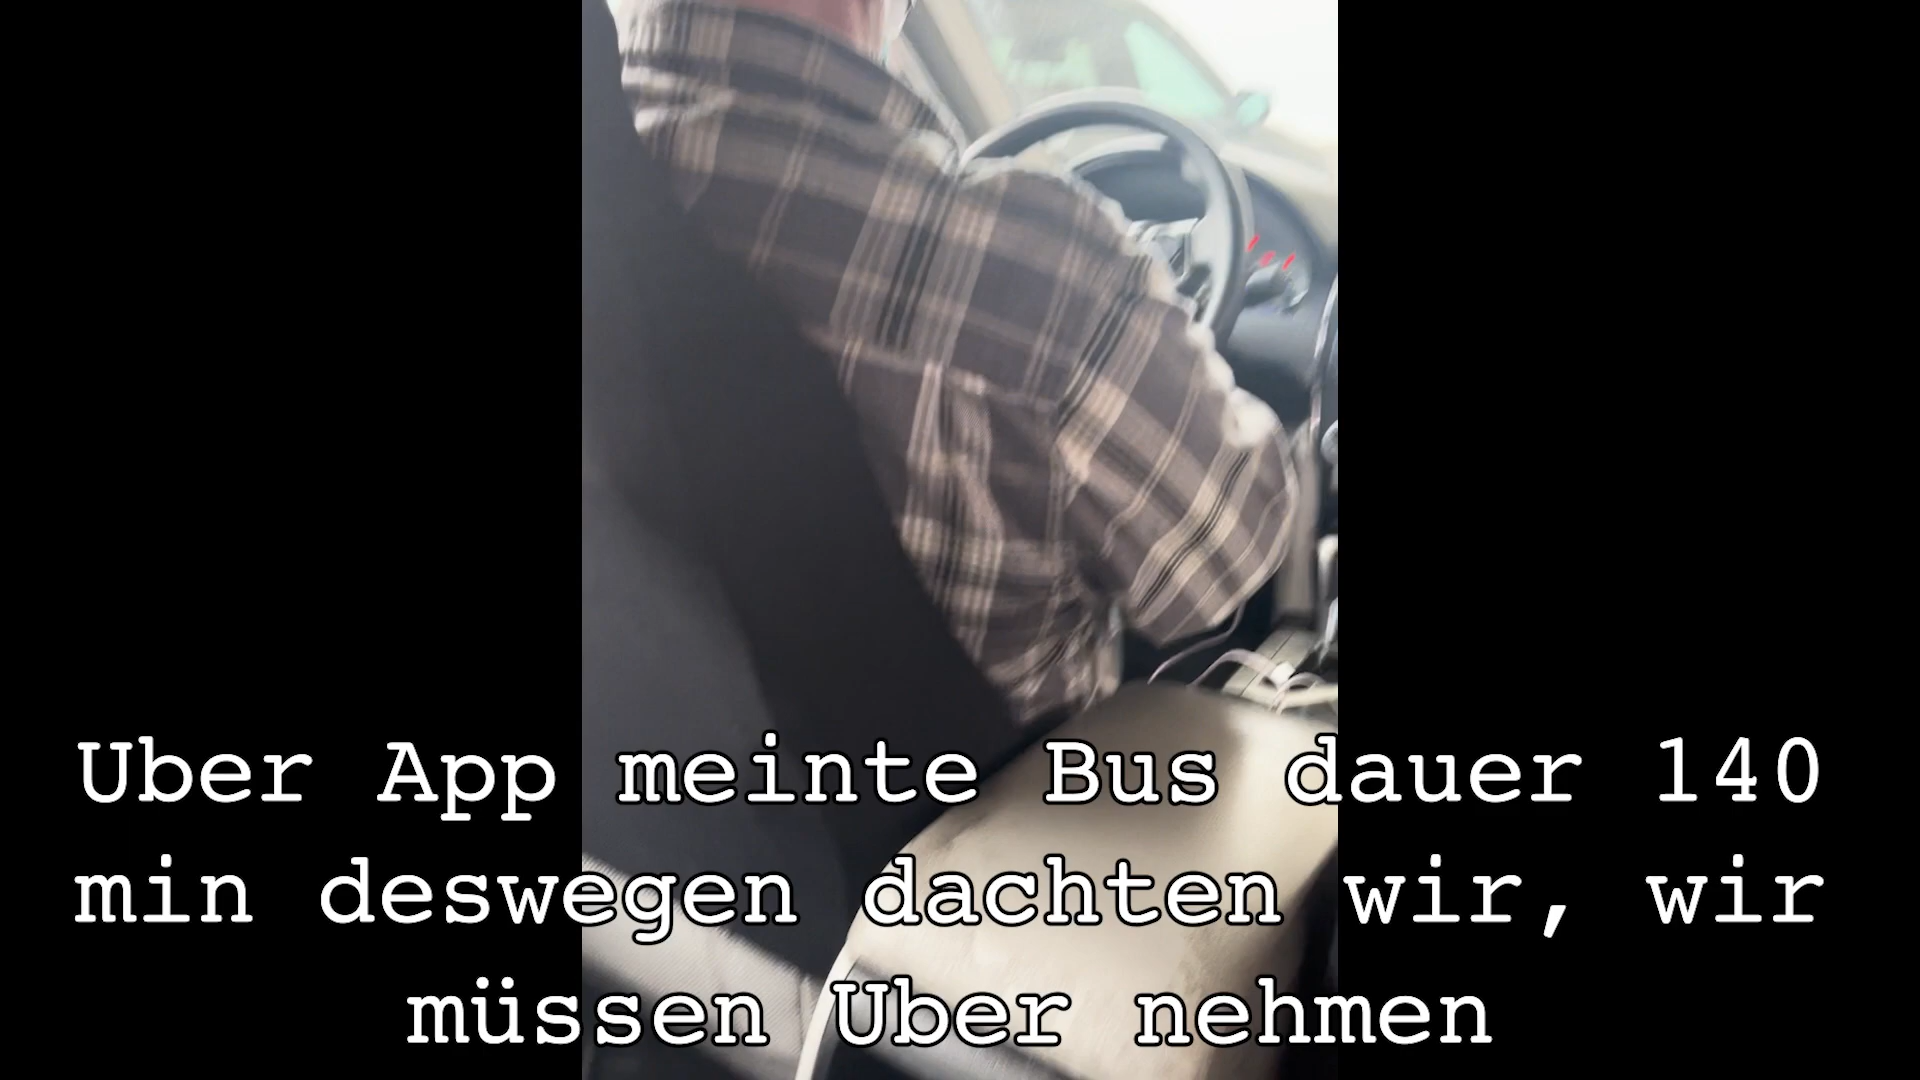 Uber App meinte Bus dauer 140
min deswegen dachten wir, wir
müssen Uber nehmen